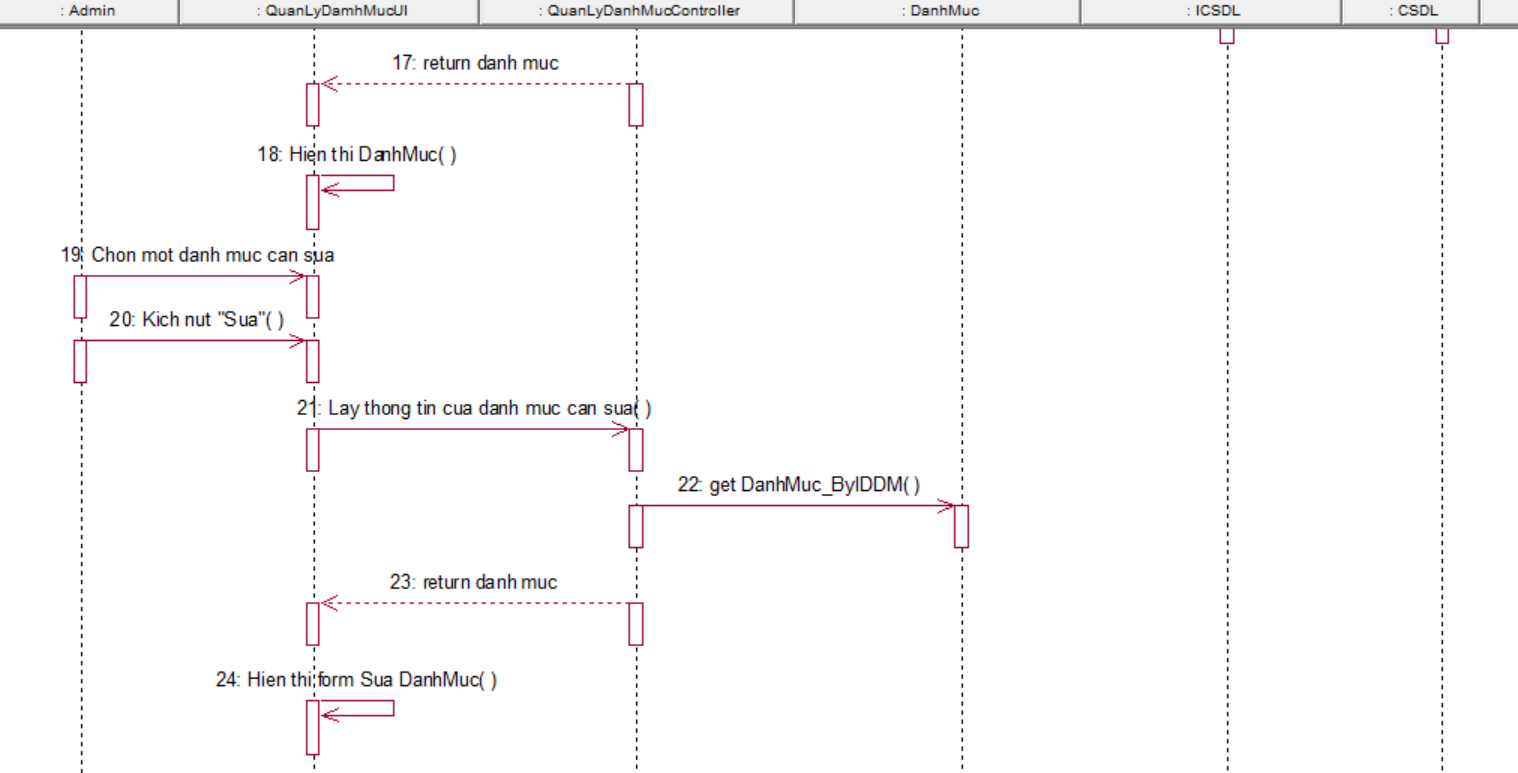 : Admin
: QuanLyDamhMucUI
: QuanLyDanhMucController
: DanhMuc
: ICSDL
: CSDL
17: return danh muc
18: Hien thi DanhMuc( )
19: Chon mot danh muc can sua
20: Kich nut "Sua"( )
21: Lay thong tin cua danh muc can sua( )
22: get DanhMuc_ByIDDM( )
23: return danh muc
24: Hien thi form Sua DanhMuc( )